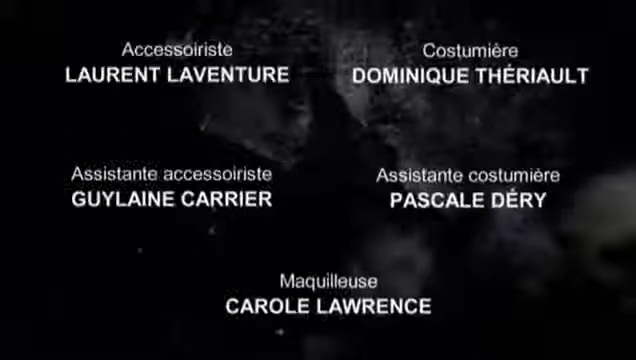 Accessoiriste
LAURENT LAVENTURE
Costumière
DOMINIQUE THÉRIAULT
Assistante accessoiriste
GUYLAINE CARRIER
Assistante costumière
PASCALE DÉRY
Maquilleuse
CAROLE LAWRENCE